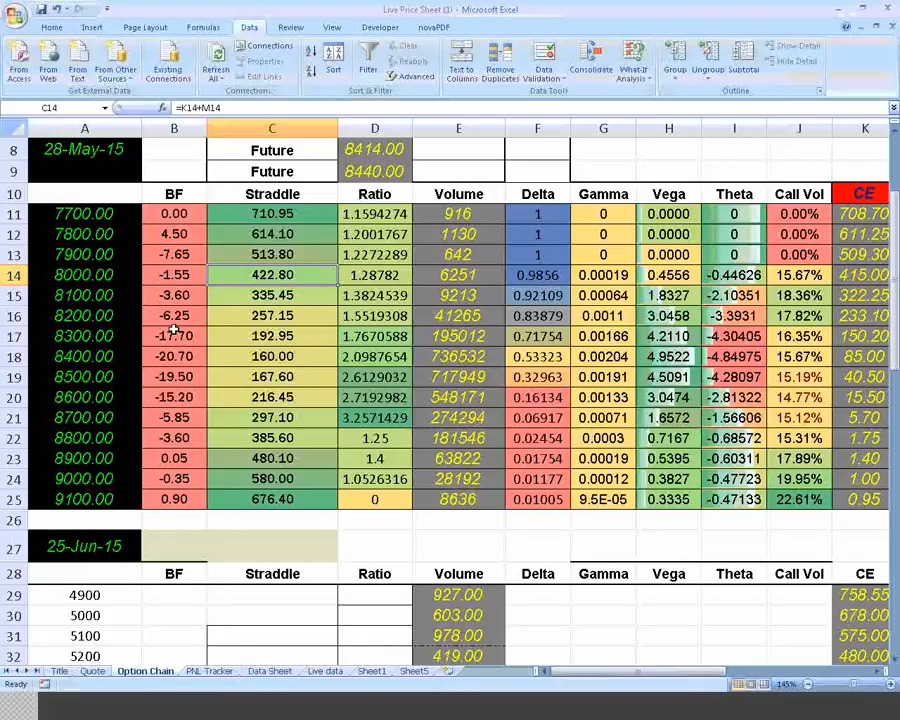 Live Price Sheet (1) - Microsoft Excel
Home Insert Page Layout Formulas Data Review View Developer novaPDF
From Access From Web From Text From Other Sources Existing Connections Refresh All Connections Properties Edit Links Sort Filter Clear Reapply Advanced Text to Columns Remove Duplicates Data Validation Consolidate What-If Analysis Group Ungroup Subtotal Show Detail Hide Detail
Get External Data Connections Sort & Filter Data Tools Outline
C14 =K14+M14
A B C D E F G H I J K
8 28-May-15 Future 8414.00
9 Future 8440.00
10 BF Straddle Ratio Volume Delta Gamma Vega Theta Call Vol CE
11 7700.00 0.00 710.95 1.1594274 916 1 0 0.0000 0 0.00% 708.70
12 7800.00 4.50 614.10 1.2001767 1130 1 0 0.0000 0 0.00% 611.25
13 7900.00 -7.65 513.80 1.2272289 642 1 0 0.0000 0 0.00% 509.30
14 8000.00 -1.55 422.80 1.28782 6251 0.9856 0.00019 0.4556 -0.44626 15.67% 415.00
15 8100.00 -3.60 335.45 1.3824539 9213 0.92109 0.00064 1.8327 -2.10351 18.36% 322.25
16 8200.00 -6.25 257.15 1.5519308 41265 0.83879 0.0011 3.0458 -3.3931 17.82% 233.10
17 8300.00 -17.70 192.95 1.7670588 195012 0.71754 0.00166 4.2110 -4.30405 16.35% 150.20
18 8400.00 -20.70 160.00 2.0987654 736532 0.53323 0.00204 4.9522 -4.84975 15.67% 85.00
19 8500.00 -19.50 167.60 2.6129032 717949 0.32963 0.00191 4.5091 -4.28097 15.19% 40.50
20 8600.00 -15.20 216.45 2.7192982 548171 0.16134 0.00133 3.0474 -2.81322 14.77% 15.50
21 8700.00 -5.85 297.10 3.2571429 274294 0.06917 0.00071 1.6572 -1.56606 15.12% 5.70
22 8800.00 -3.60 385.60 1.25 181546 0.02454 0.0003 0.7167 -0.68572 15.31% 1.75
23 8900.00 0.05 480.10 1.4 63822 0.01754 0.00019 0.5395 -0.60311 17.89% 1.40
24 9000.00 -0.35 580.00 1.0526316 28192 0.01177 0.00012 0.3827 -0.47723 19.95% 1.00
25 9100.00 0.90 676.40 0 8636 0.01005 9.5E-05 0.3335 -0.47133 22.61% 0.95
26
27 25-Jun-15
28 BF Straddle Ratio Volume Delta Gamma Vega Theta Call Vol CE
29 4900 927.00 758.55
30 5000 603.00 678.00
31 5100 978.00 575.00
32 5200 419.00 480.00
Title Quote Option Chain PNL Tracker Data Sheet Live data Sheet1 Sheet5
Ready 145%